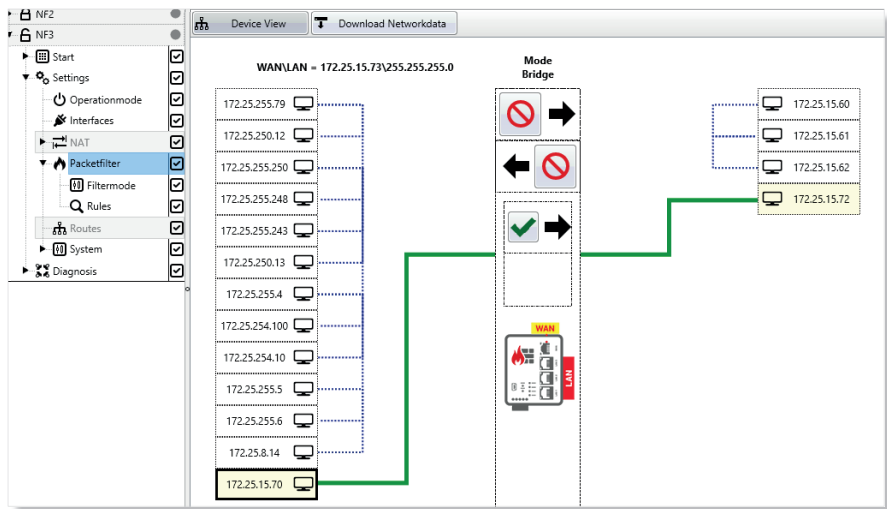 NF2
NF3
Start
Settings
Operationmode
Interfaces
NAT
Packetfilter
Filtermode
Rules
Routes
System
Diagnosis
Device View
Download Networkdata
WAN\LAN = 172.25.15.73\255.255.255.0
Mode
Bridge
172.25.255.79
172.25.250.12
172.25.255.250
172.25.255.248
172.25.255.243
172.25.250.13
172.25.255.4
172.25.254.100
172.25.254.10
172.25.255.5
172.25.255.6
172.25.8.14
172.25.15.70
WAN
LAN
172.25.15.60
172.25.15.61
172.25.15.62
172.25.15.72